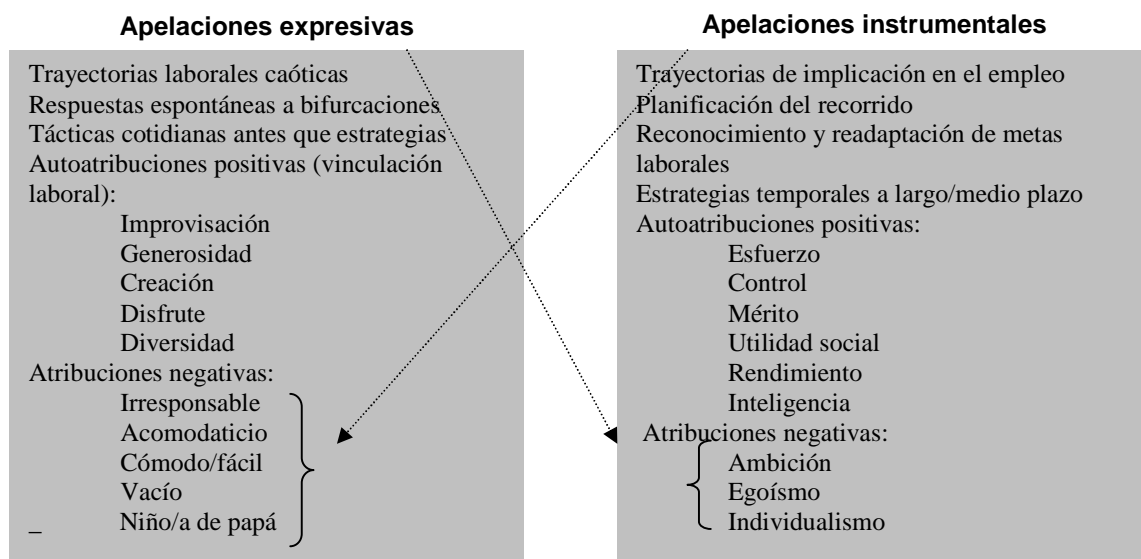 Apelaciones expresivas
Trayectorias laborales caóticas
Respuestas espontáneas a bifurcaciones
Tácticas cotidianas antes que estrategias
Autoatribuciones positivas (vinculación
laboral):
Improvisación
Generosidad
Creación
Disfrute
Diversidad
Atribuciones negativas:
Irresponsable
Acomodaticio
Cómodo/fácil
Vacío
_ Niño/a de papá
Apelaciones instrumentales
Trayectorias de implicación en el empleo
Planificación del recorrido
Reconocimiento y readaptación de metas
laborales
Estrategias temporales a largo/medio plazo
Autoatribuciones positivas:
Esfuerzo
Control
Mérito
Utilidad social
Rendimiento
Inteligencia
Atribuciones negativas:
Ambición
Egoísmo
Individualismo